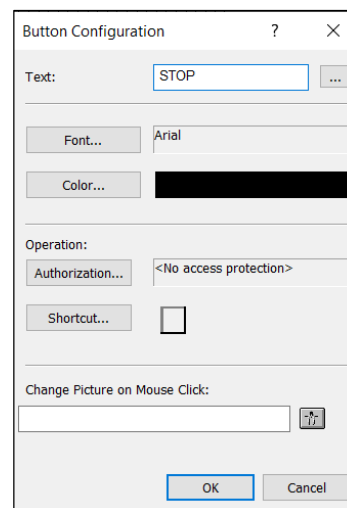 Button Configuration ? ×
Text: STOP ...
Font... Arial
Color...
Operation:
Authorization... <No access protection>
Shortcut...
Change Picture on Mouse Click:
OK Cancel